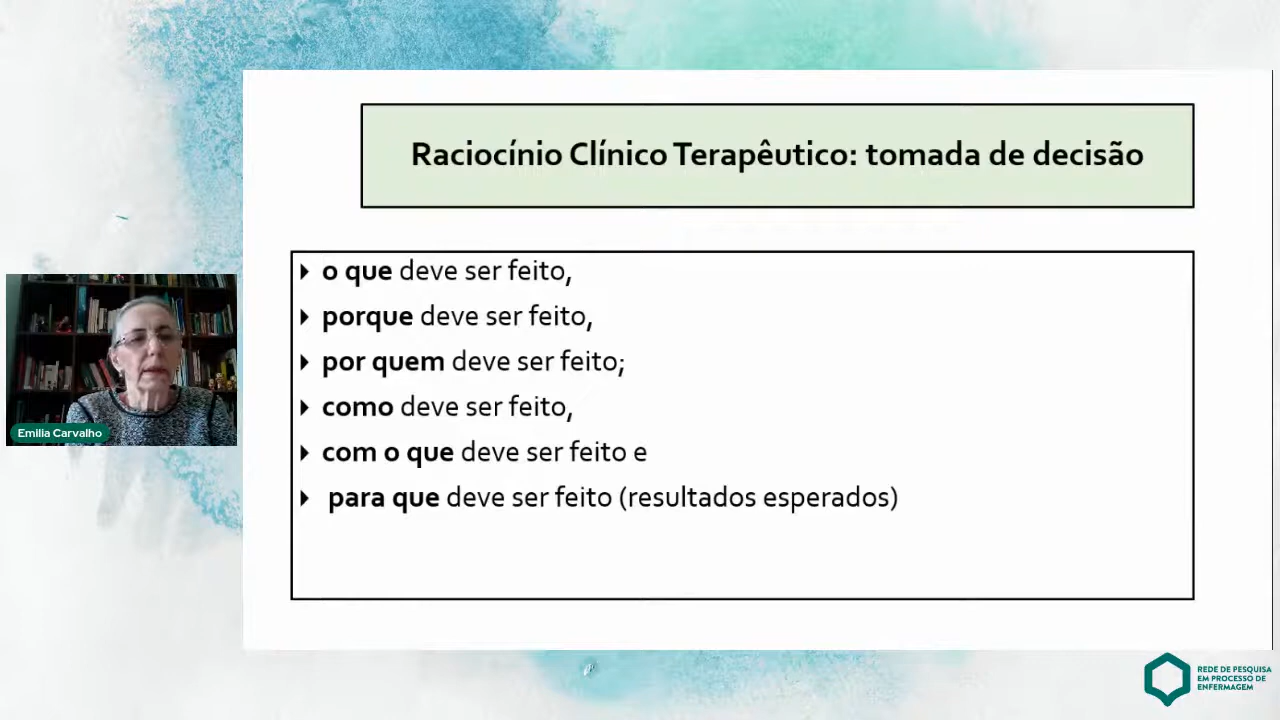 Raciocínio Clínico Terapêutico: tomada de decisão
o que deve ser feito,
porque deve ser feito,
por quem deve ser feito;
como deve ser feito,
com o que deve ser feito e
para que deve ser feito (resultados esperados)
Emilia Carvalho
REDE DE PESQUISA
EM PROCESSO DE
ENFERMAGEM